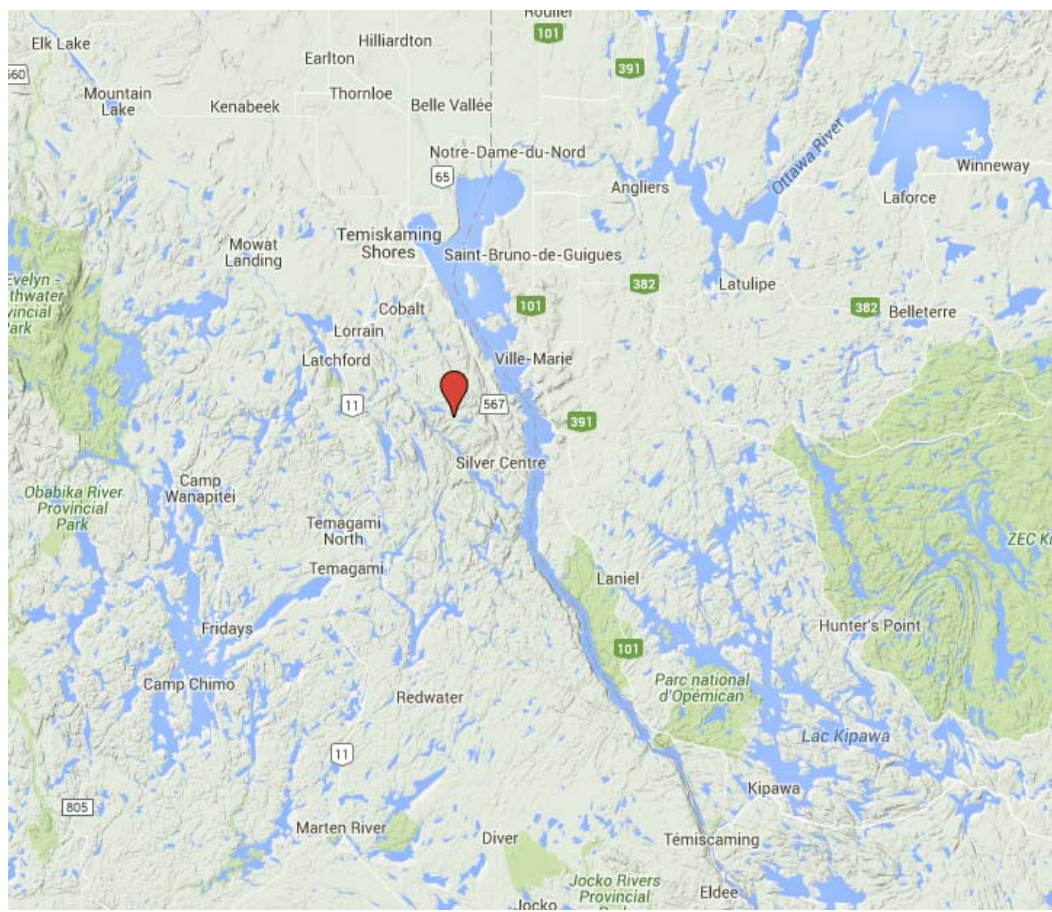 Roulier
101
Hilliardton
Elk Lake
Earlton
391
560
Thornloe
Mountain
Lake
Kenabeek
Belle Vallée
Ottawa River
Notre-Dame-du-Nord
Winneway
65
Angliers
Laforce
Temiskaming
Shores
Mowat
Landing
Saint-Bruno-de-Guigues
382
Latulipe
101
382
Belleterre
Cobalt
Lorrain
Latchford
Ville-Marie
11
567
391
Silver Centre
Camp
Wanapitei
Obabika River
Provincial
Park
Temagami
North
Temagami
Laniel
Fridays
Hunter's Point
101
Camp Chimo
Redwater
Parc national
d'Opémican
Lac Kipawa
11
Kipawa
805
Marten River
Diver
Témiscaming
Jocko Rivers
Provincial
Eldee
Jocko